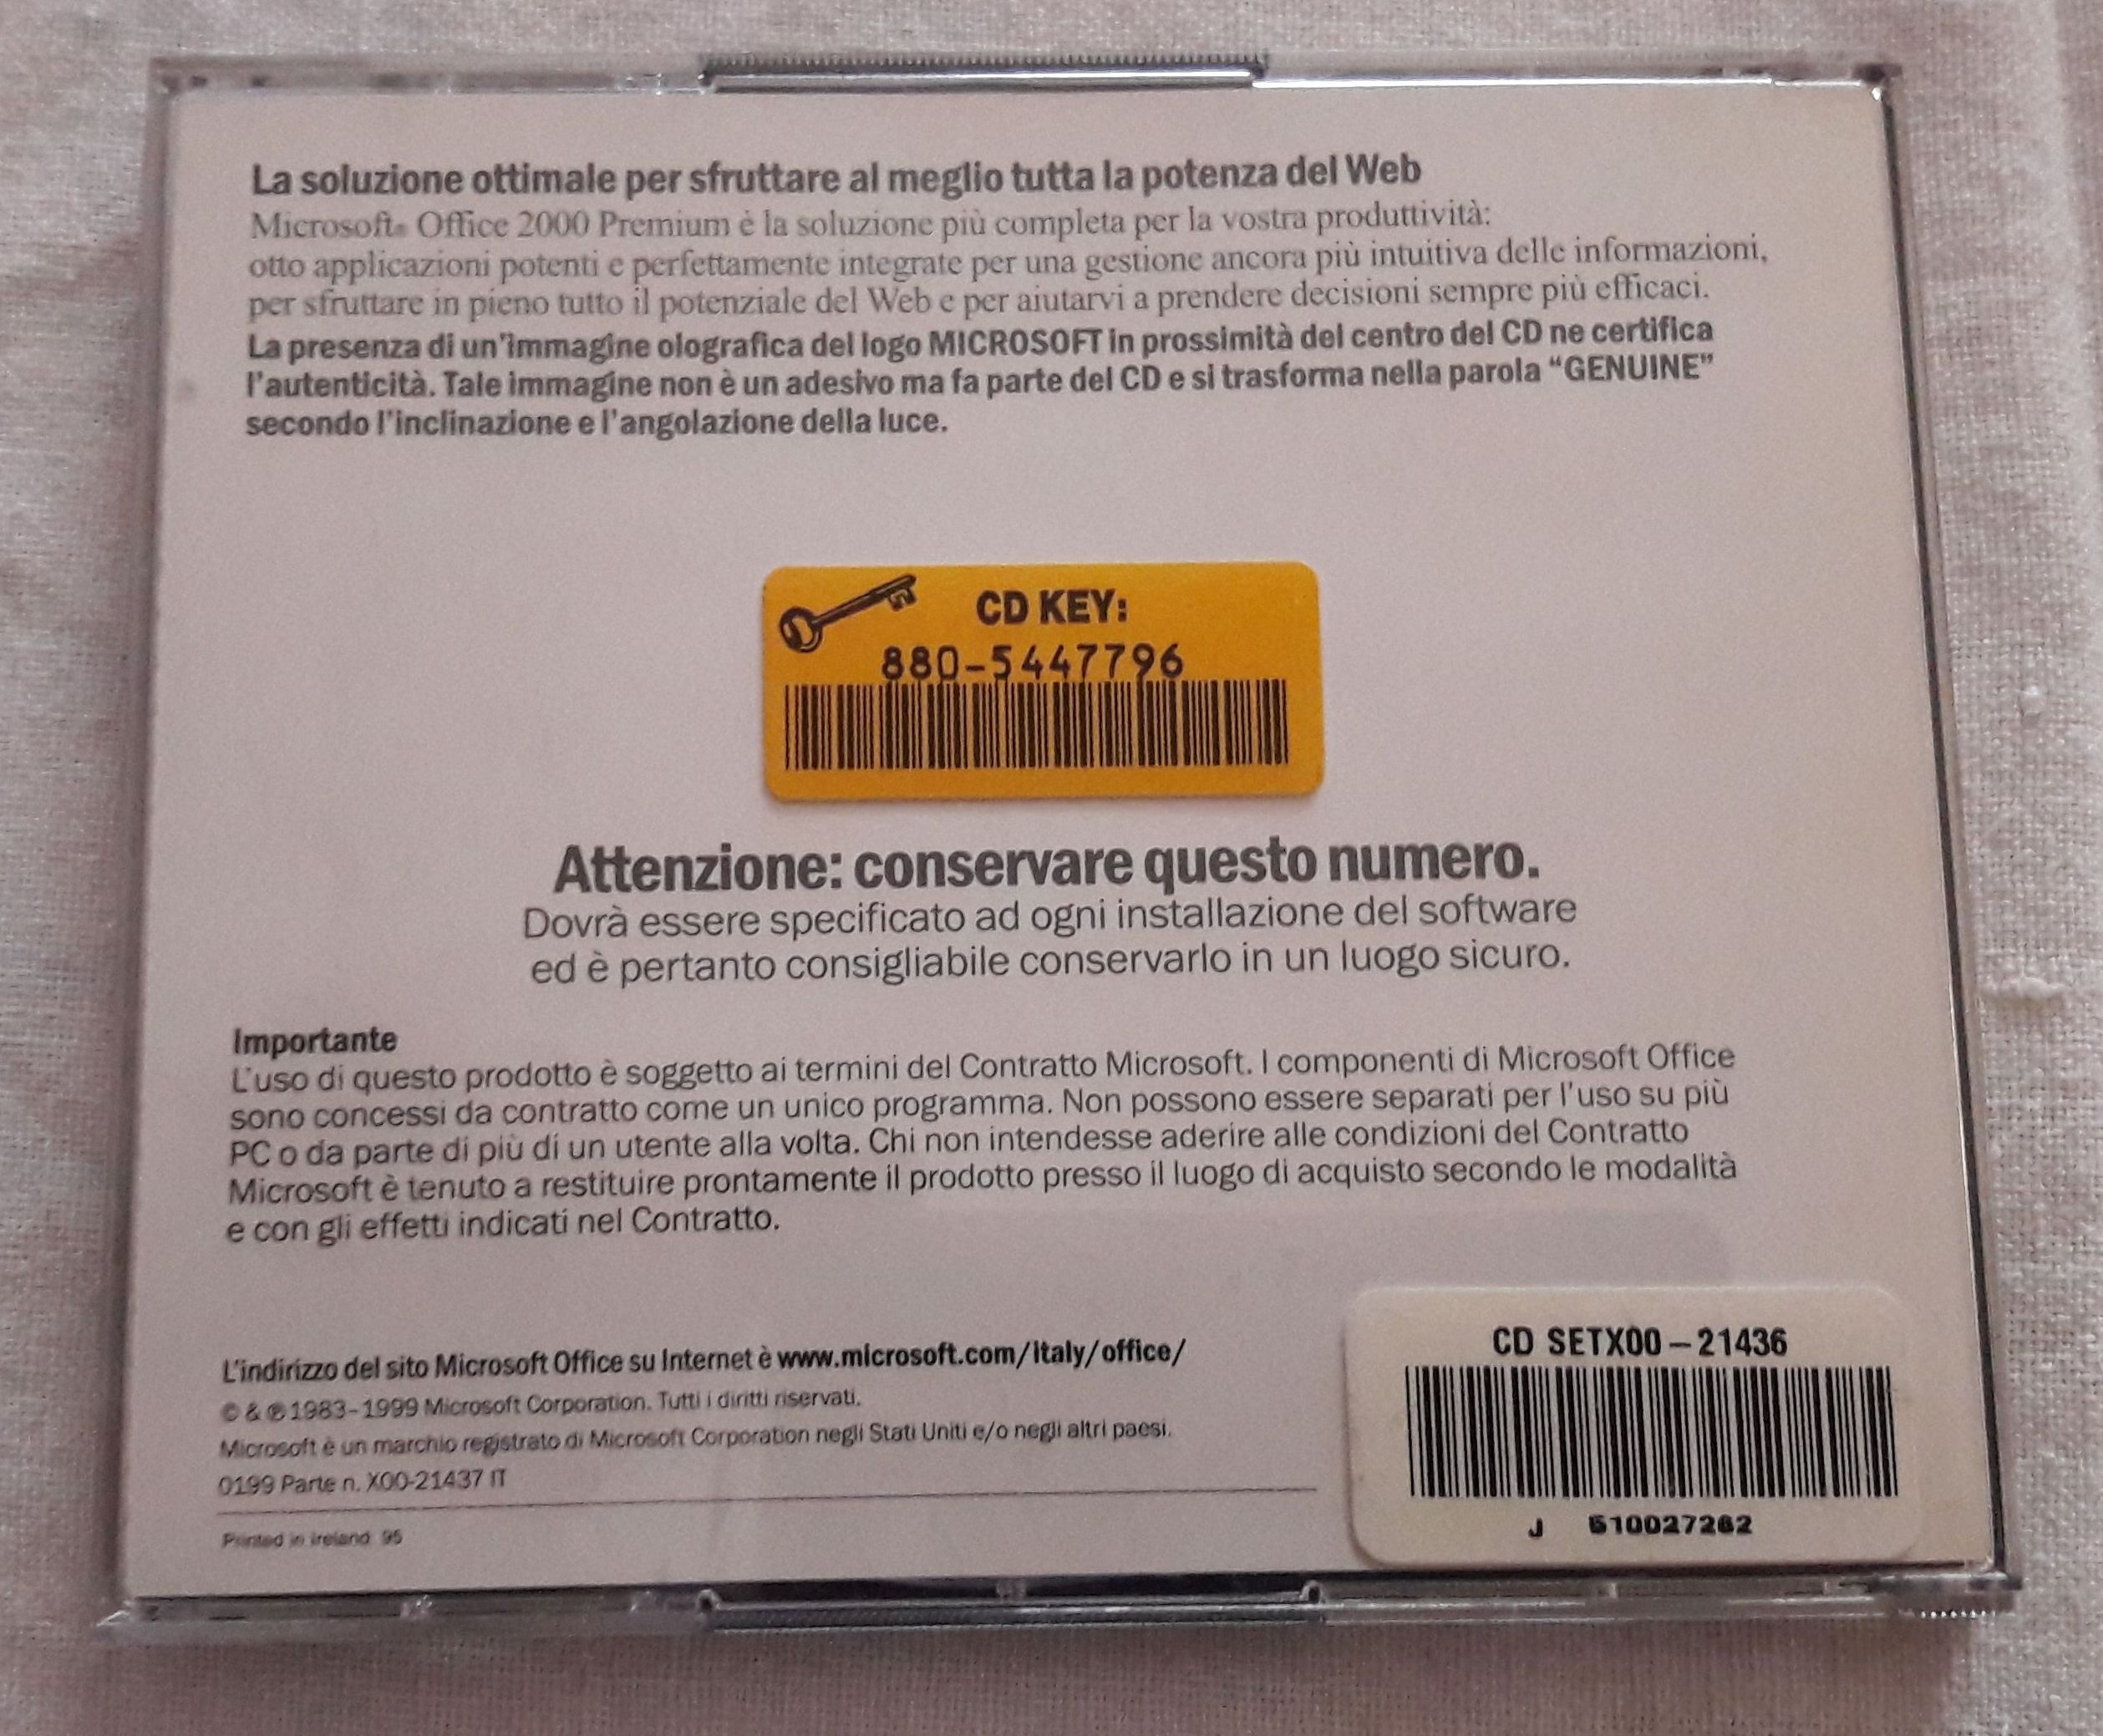 La soluzione ottimale per sfruttare al meglio tutta la potenza del Web
Microsoft® Office 2000 Premium è la soluzione più completa per la vostra produttività:
otto applicazioni potenti e perfettamente integrate per una gestione ancora più intuitiva delle informazioni,
per sfruttare in pieno tutto il potenziale del Web e per aiutarvi a prendere decisioni sempre più efficaci.
La presenza di un'immagine olografica del logo MICROSOFT in prossimità del centro del CD ne certifica
l'autenticità. Tale immagine non è un adesivo ma fa parte del CD e si trasforma nella parola “GENUINE”
secondo l'inclinazione e l'angolazione della luce.
CD KEY:
880-5447796
Attenzione: conservare questo numero.
Dovrà essere specificato ad ogni installazione del software
ed è pertanto consigliabile conservarlo in un luogo sicuro.
Importante
L'uso di questo prodotto è soggetto ai termini del Contratto Microsoft. I componenti di Microsoft Office
sono concessi da contratto come un unico programma. Non possono essere separati per l'uso su più
PC o da parte di più di un utente alla volta. Chi non intendesse aderire alle condizioni del Contratto
Microsoft è tenuto a restituire prontamente il prodotto presso il luogo di acquisto secondo le modalità
e con gli effetti indicati nel Contratto.
L'indirizzo del sito Microsoft Office su Internet è www.microsoft.com/italy/office/
© & ℗ 1983–1999 Microsoft Corporation. Tutti i diritti riservati.
Microsoft è un marchio registrato di Microsoft Corporation negli Stati Uniti e/o negli altri paesi.
0199 Parte n. X00-21437 IT
Printed in Ireland 95
CD SETX00-21436
J 510027262